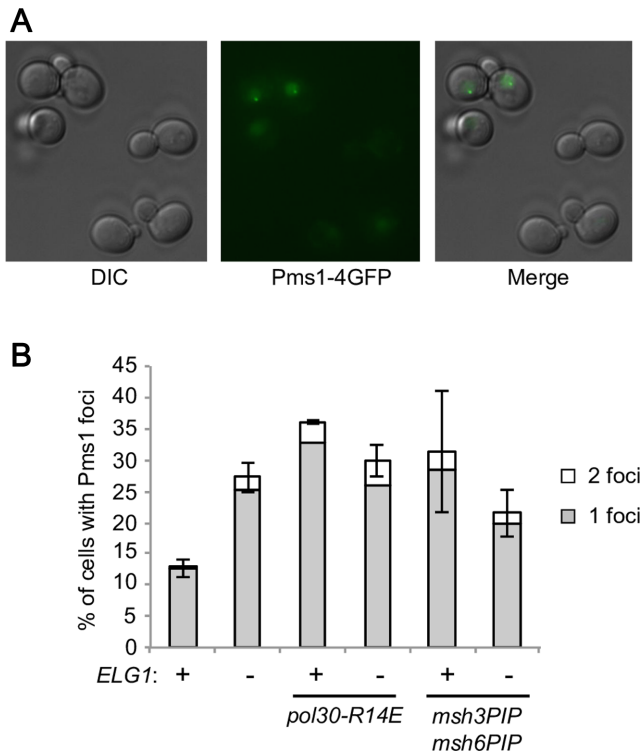 A
DIC
Pms1-4GFP
Merge
B
% of cells with Pms1 foci
45
40
35
30
25
20
15
10
5
0
2 foci
1 foci
ELG1: + - + - + -
pol30-R14E
msh3PIP
msh6PIP